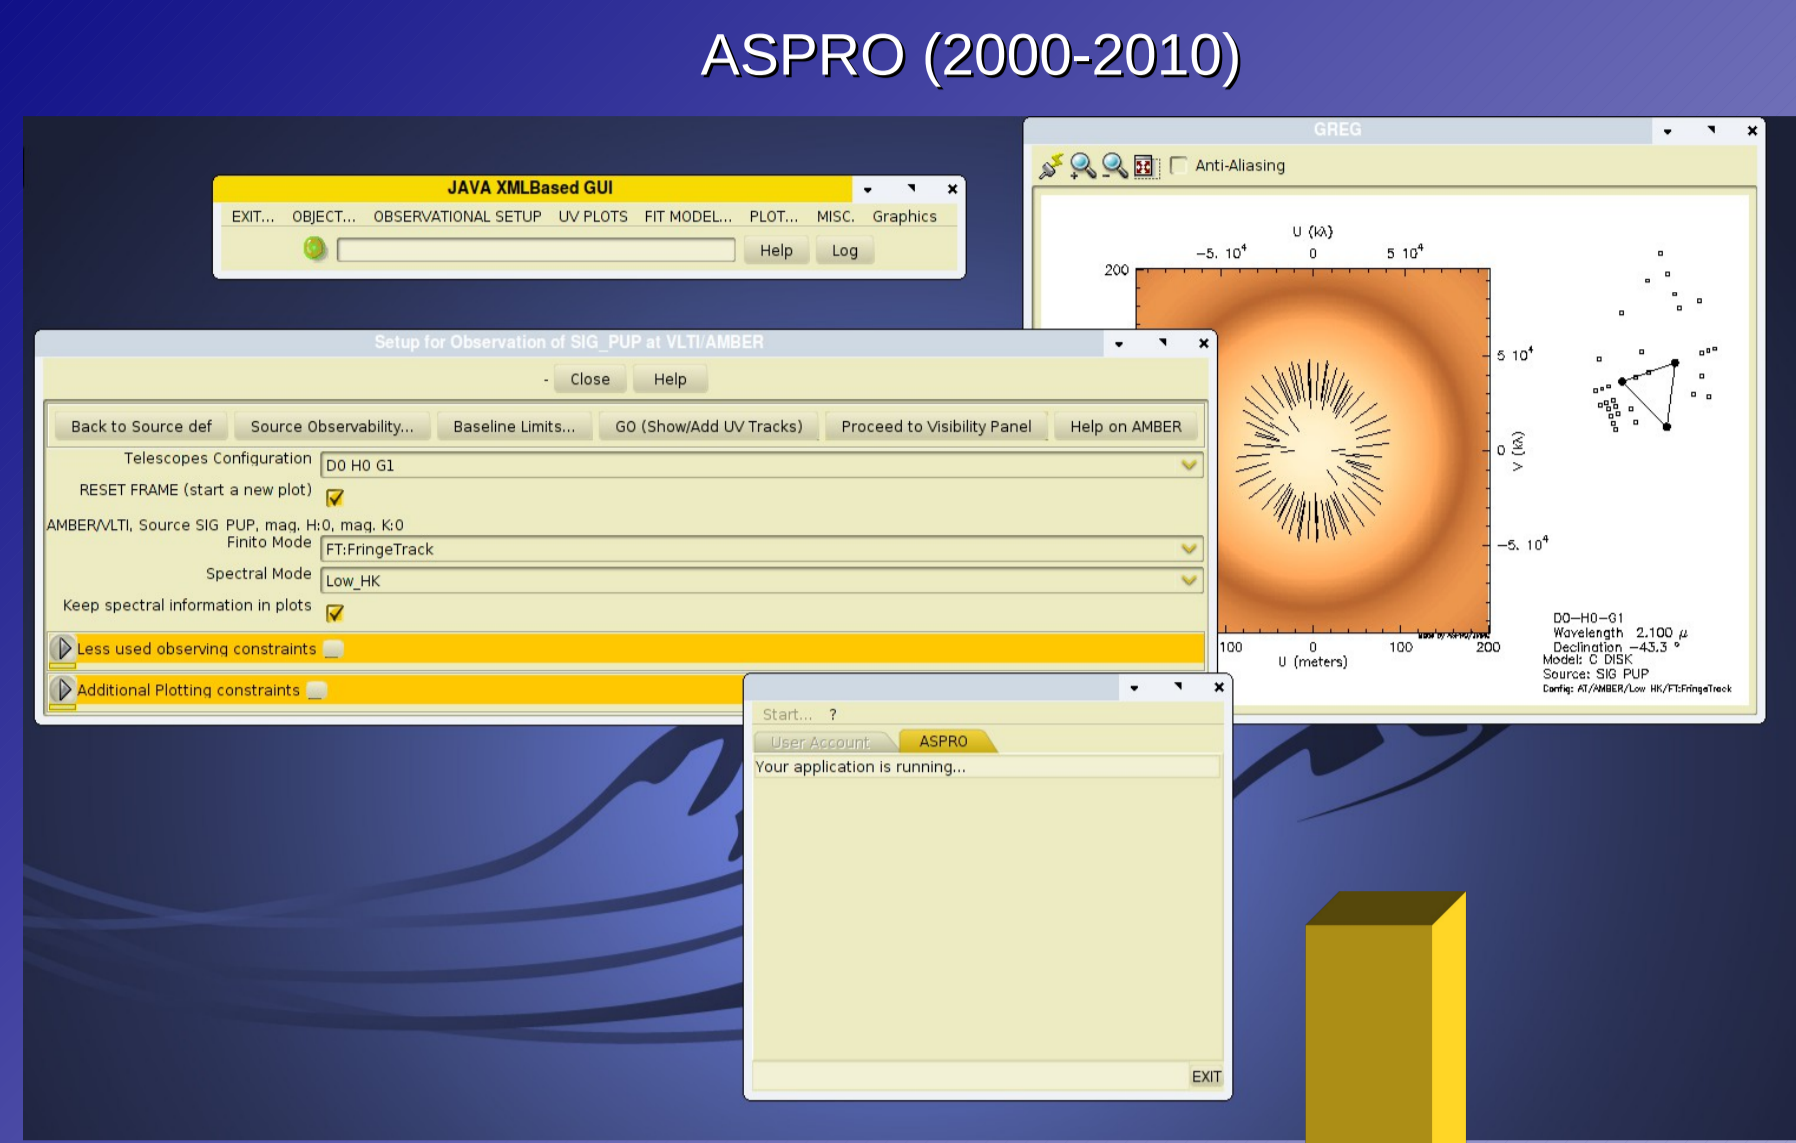 ASPRO (2000-2010)
GREG
Anti-Aliasing
JAVA XMLBased GUI
EXIT... OBJECT... OBSERVATIONAL SETUP UV PLOTS FIT MODEL... PLOT... MISC. Graphics
Help Log
U (kλ)
−5. 10⁴ 0 5 10⁴
200
Setup for Observation of SIG_PUP at VLTI/AMBER
- Close Help
Back to Source def Source Observability... Baseline Limits... GO (Show/Add UV Tracks) Proceed to Visibility Panel Help on AMBER
Telescopes Configuration D0 H0 G1
RESET FRAME (start a new plot)
AMBER/VLTI, Source SIG_PUP, mag. H:0, mag. K:0
Finito Mode FT:FringeTrack
Spectral Mode Low_HK
Keep spectral information in plots
Less used observing constraints
Additional Plotting constraints
5 10⁴
0
V (kλ)
−5. 10⁴
100 0 100 200
U (meters)
D0−H0−G1
Wavelength 2.100 μ
Declination −43.3 °
Model: C DISK
Source: SIG PUP
Config: AT/AMBER/Low HK/FT:FringeTrack
Start... ?
User Account ASPRO
Your application is running...
EXIT